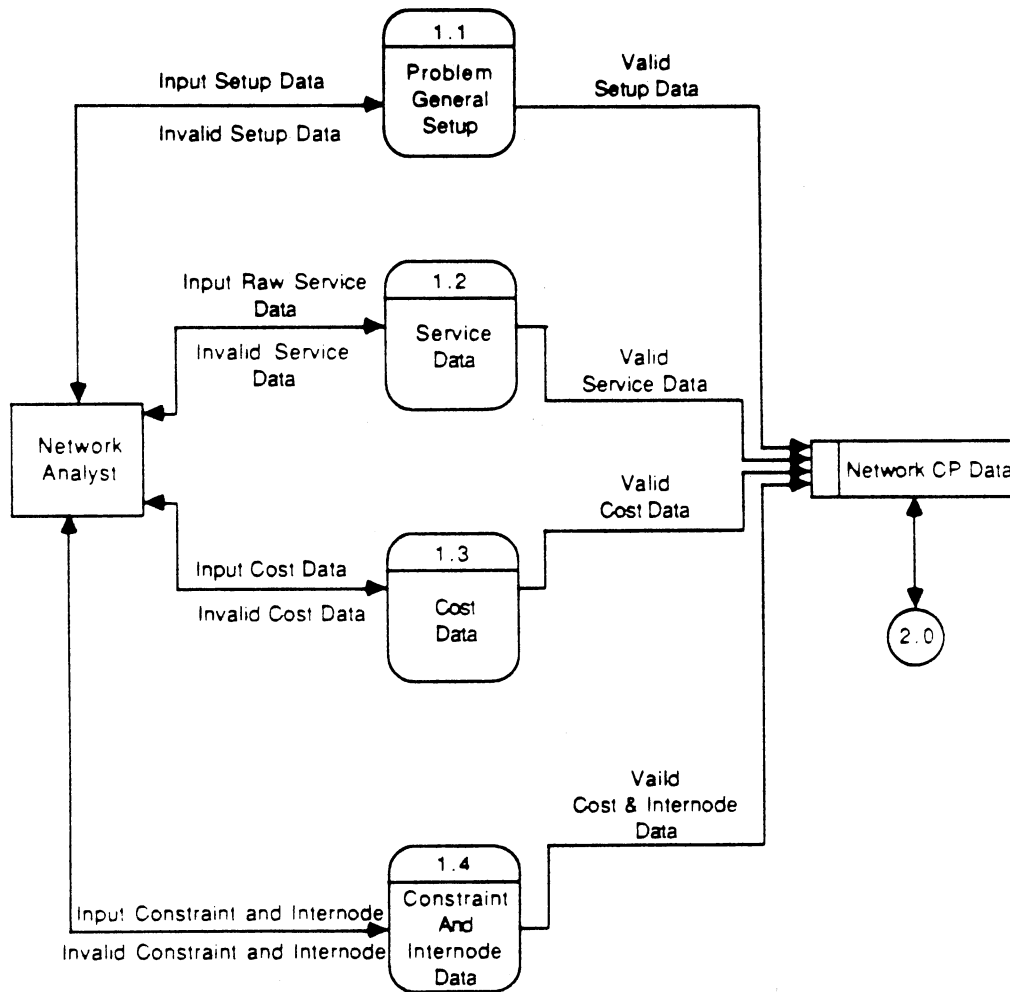 1.1
Problem
General
Setup
Input Setup Data
Invalid Setup Data
Valid
Setup Data
1.2
Service
Data
Input Raw Service
Data
Invalid Service
Data
Valid
Service Data
Network
Analyst
Network CP Data
Valid
Cost Data
1.3
Cost
Data
Input Cost Data
Invalid Cost Data
2.0
Vaild
Cost & Internode
Data
1.4
Constraint
And
Internode
Data
Input Constraint and Internode
Invalid Constraint and Internode